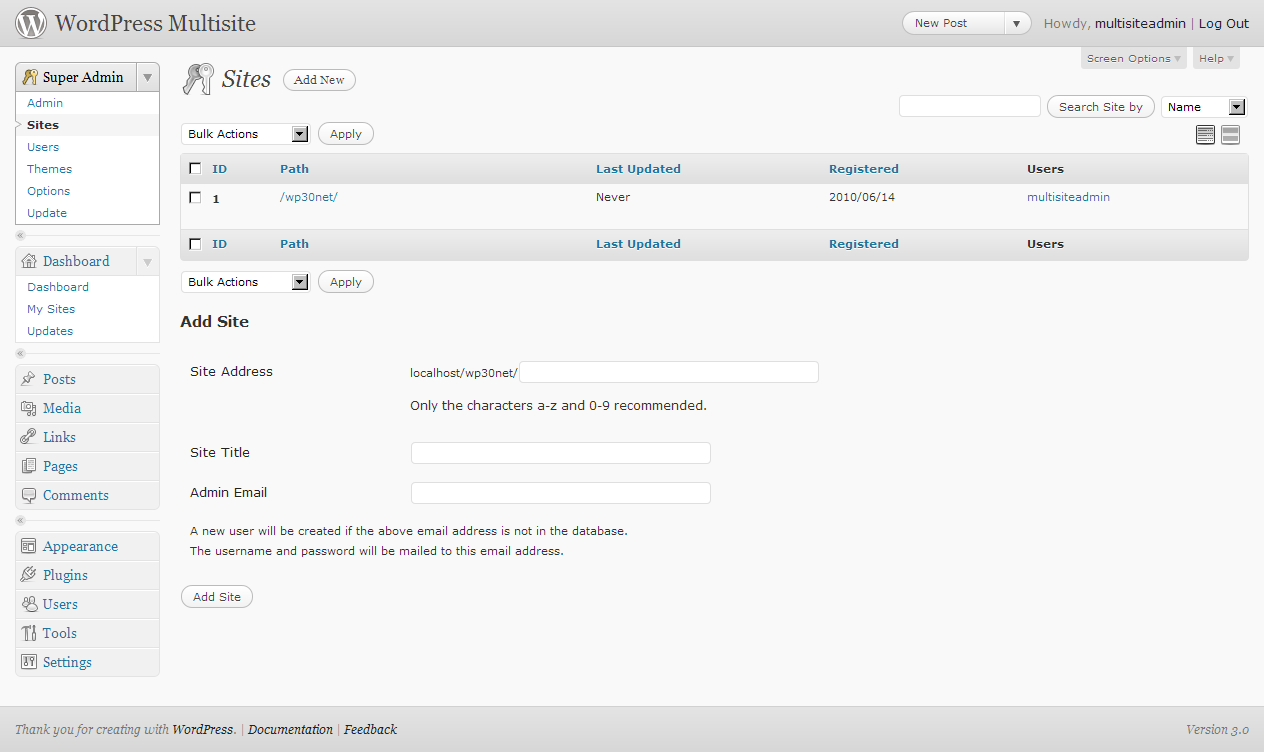 WordPress Multisite
New Post
Howdy, multisiteadmin | Log Out
Screen Options
Help
Super Admin
Admin
Sites
Users
Themes
Options
Update
«
Dashboard
Dashboard
My Sites
Updates
«
Posts
Media
Links
Pages
Comments
«
Appearance
Plugins
Users
Tools
Settings
Sites
Add New
Search Site by
Name
Bulk Actions
Apply
ID Path Last Updated Registered Users
1 /wp30net/ Never 2010/06/14 multisiteadmin
ID Path Last Updated Registered Users
Bulk Actions
Apply
Add Site
Site Address
localhost/wp30net/
Only the characters a-z and 0-9 recommended.
Site Title
Admin Email
A new user will be created if the above email address is not in the database.
The username and password will be mailed to this email address.
Add Site
Thank you for creating with WordPress. | Documentation | Feedback
Version 3.0